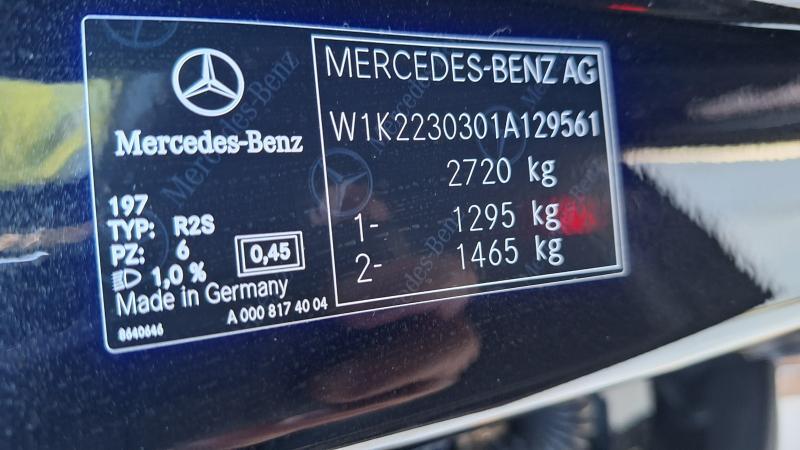 Mercedes-Benz
197
TYP: R2S
PZ: 6
0,45
1,0 %
Made in Germany
8640646
A 000 817 40 04
MERCEDES-BENZ AG
W1K2230301A129561
2720 kg
1- 1295 kg
2- 1465 kg